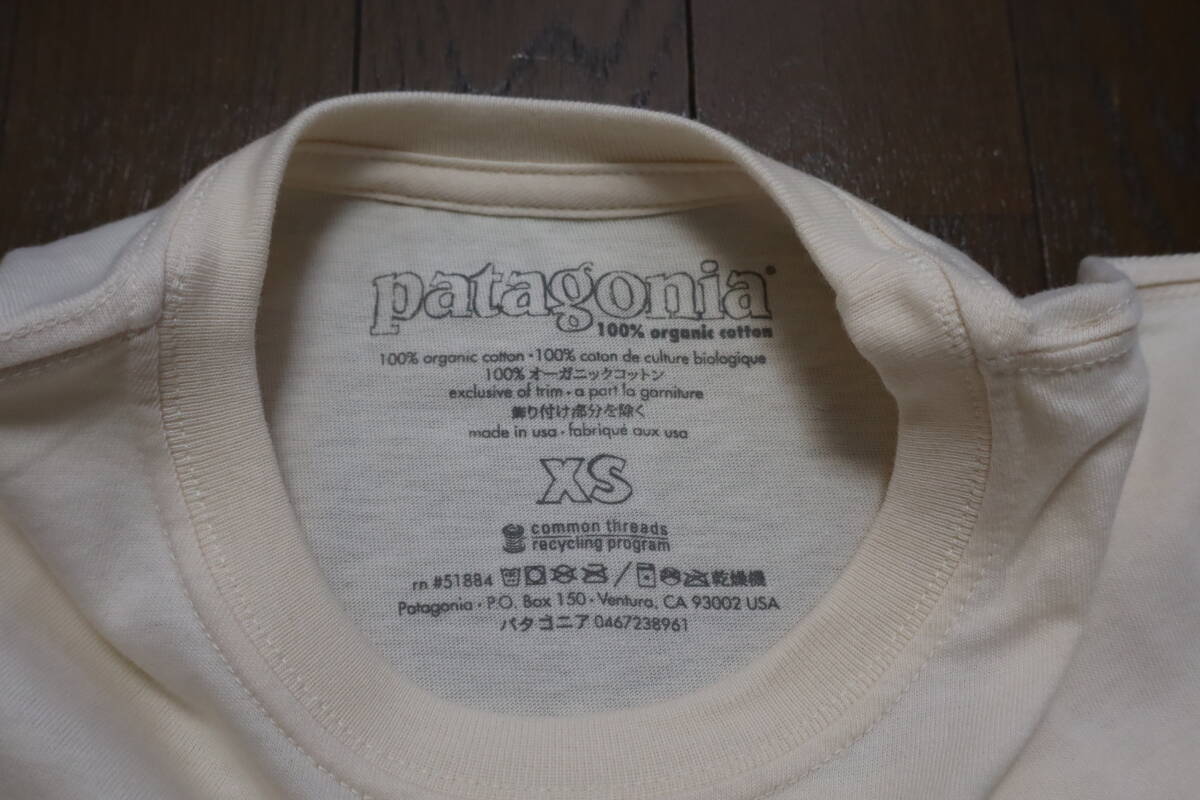 patagonia®
100% organic cotton
100% organic cotton • 100% coton de culture biologique
100% オーガニックコットン
exclusive of trim • a part la garniture
飾り付け部分を除く
made in usa • fabriqué aux usa
XS
common threads
recycling program
rn #51884 / 乾燥機
Patagonia • P.O. Box 150 • Ventura, CA 93002 USA
パタゴニア 0467238961